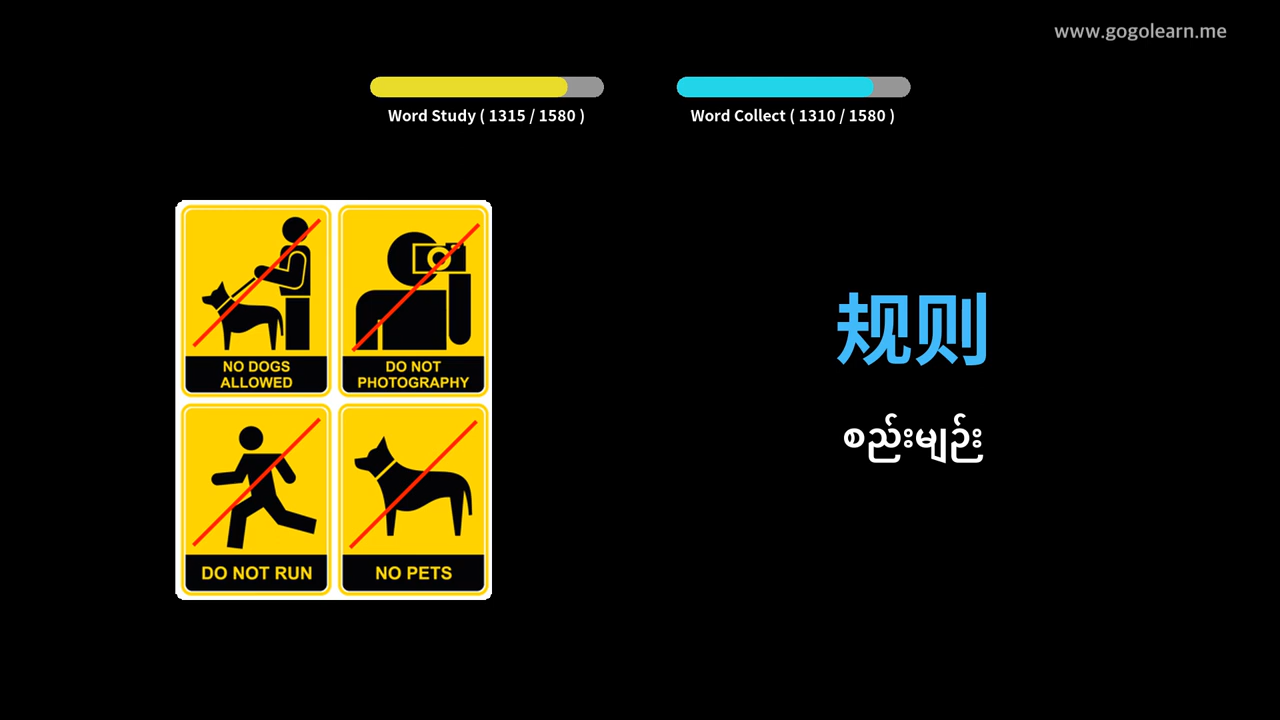 www.gogolearn.me
Word Study ( 1315 / 1580 )
Word Collect ( 1310 / 1580 )
NO DOGS
ALLOWED
DO NOT
PHOTOGRAPHY
DO NOT RUN
NO PETS
规则
စည်းမျဉ်း